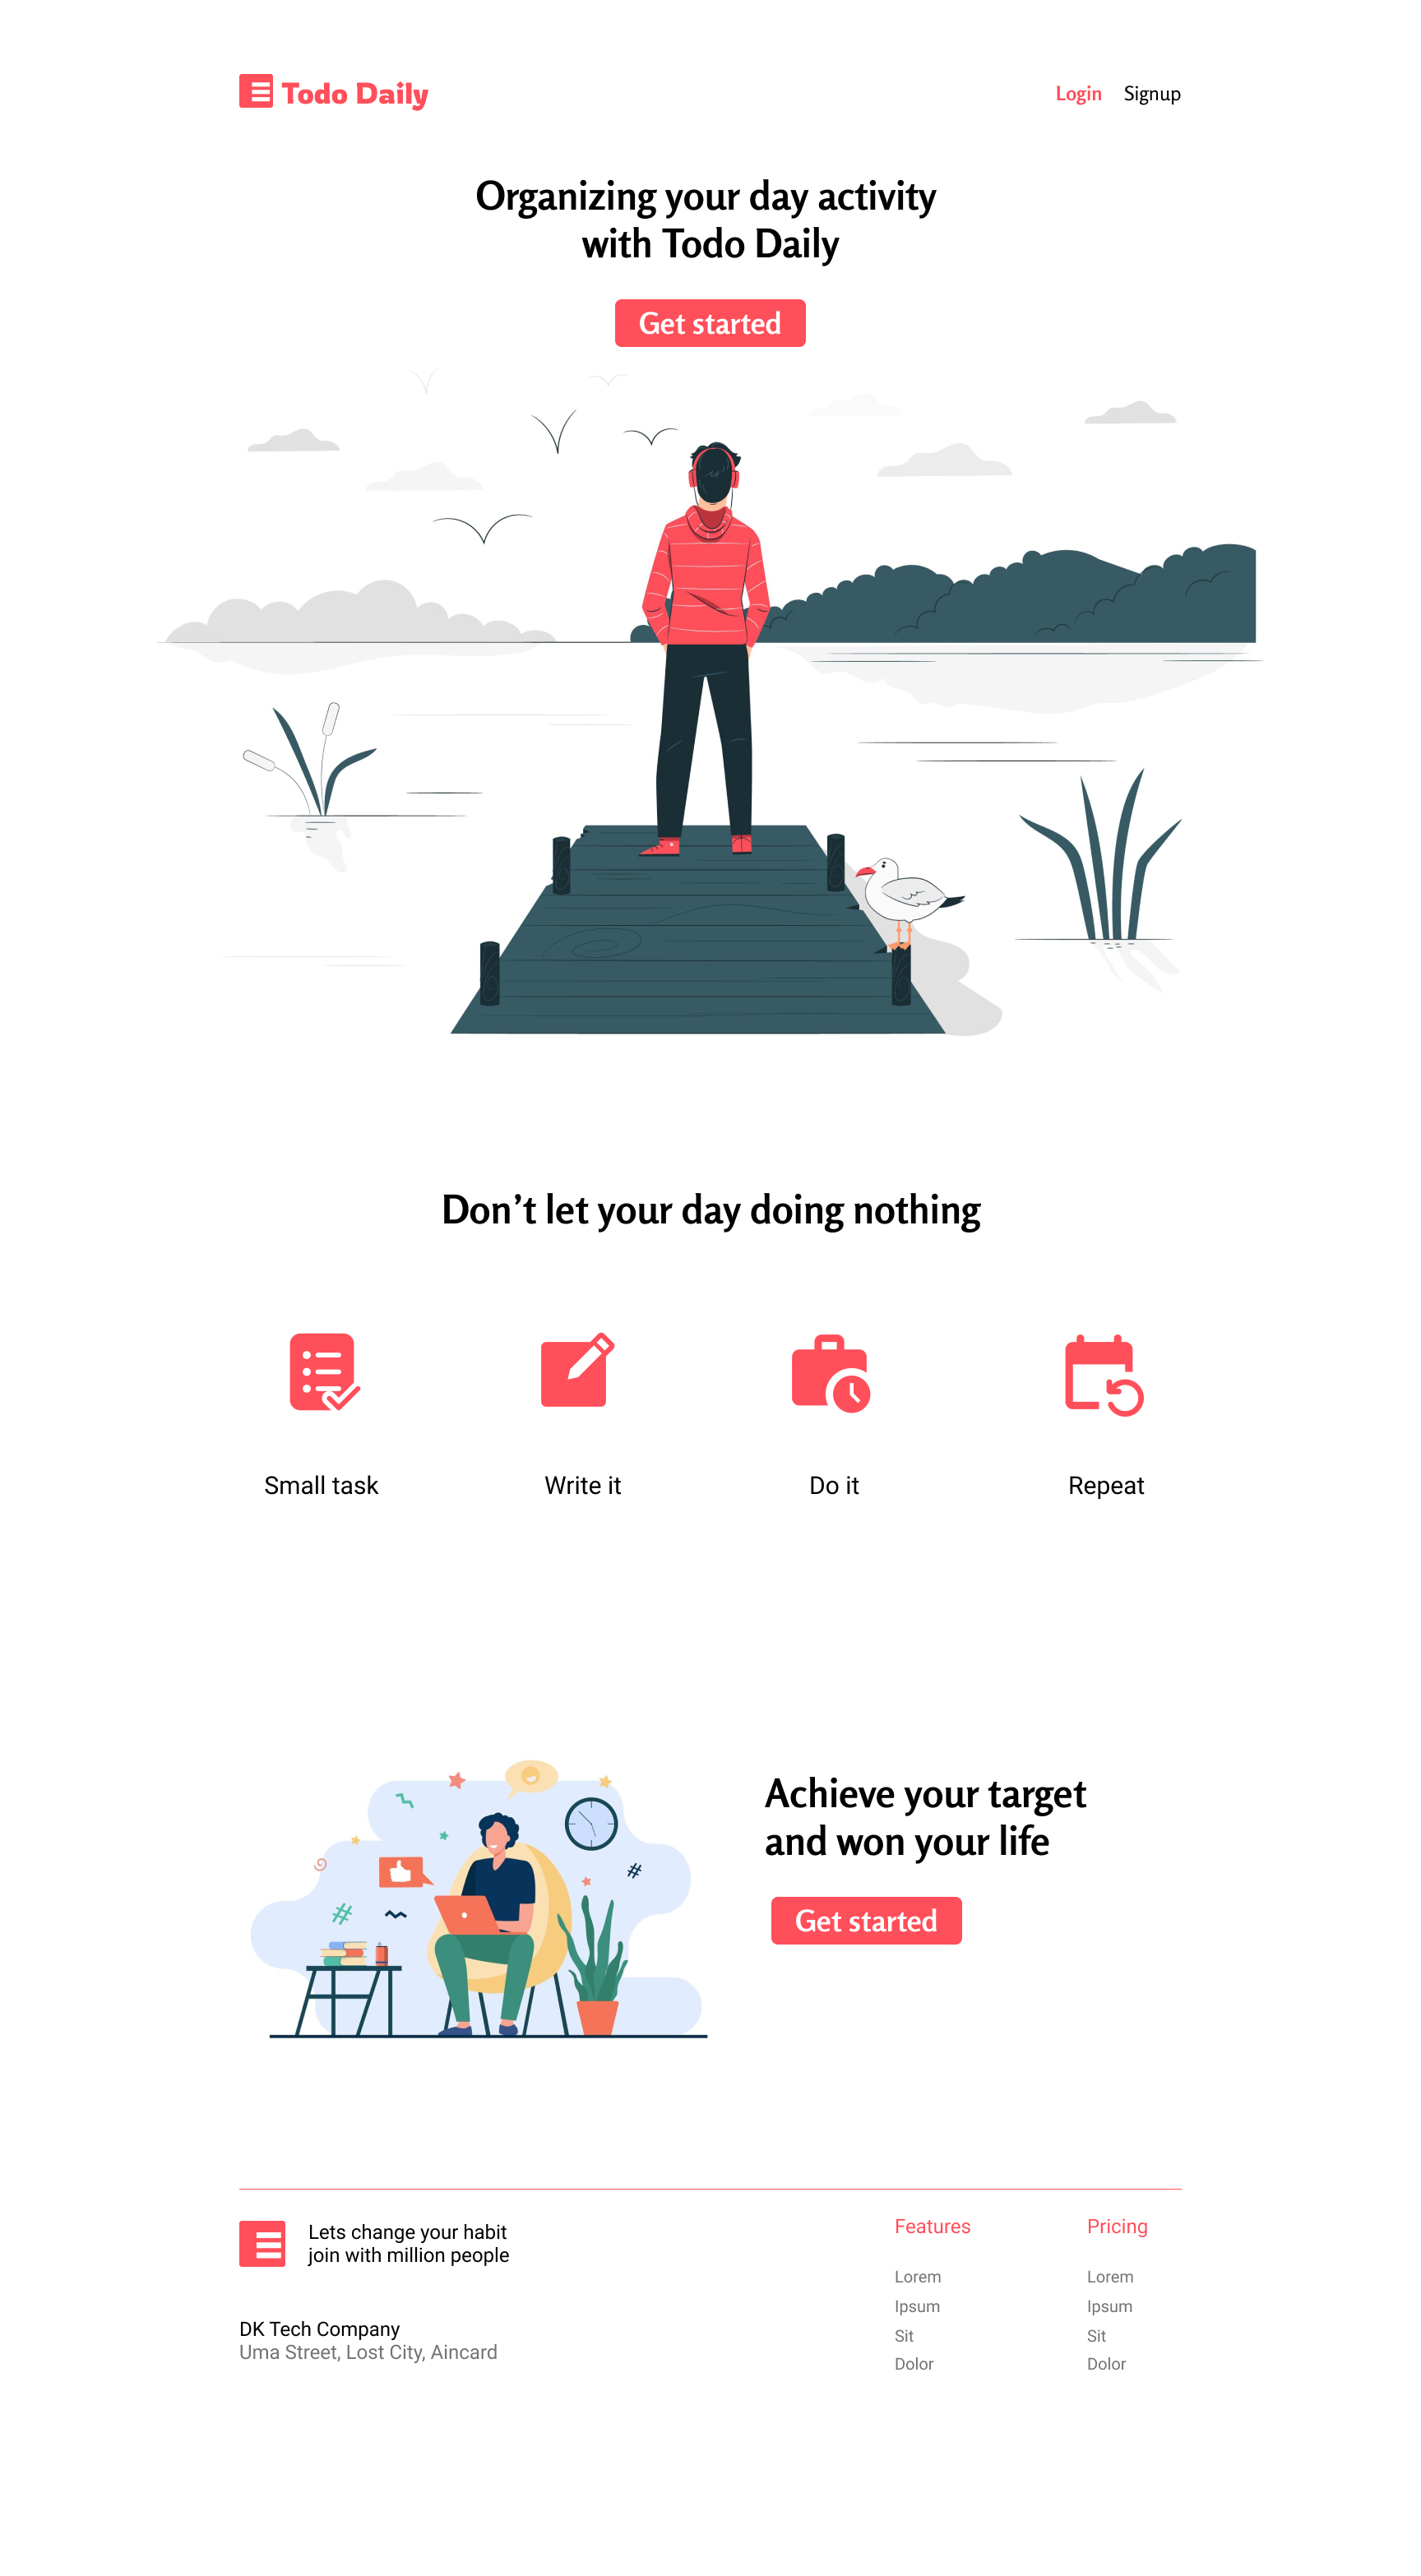 Todo Daily
Login
Signup
Organizing your day activity
with Todo Daily
Get started
Don’t let your day doing nothing
Small task
Write it
Do it
Repeat
Achieve your target
and won your life
Get started
Lets change your habit
join with million people
DK Tech Company
Uma Street, Lost City, Aincard
Features
Lorem
Ipsum
Sit
Dolor
Pricing
Lorem
Ipsum
Sit
Dolor